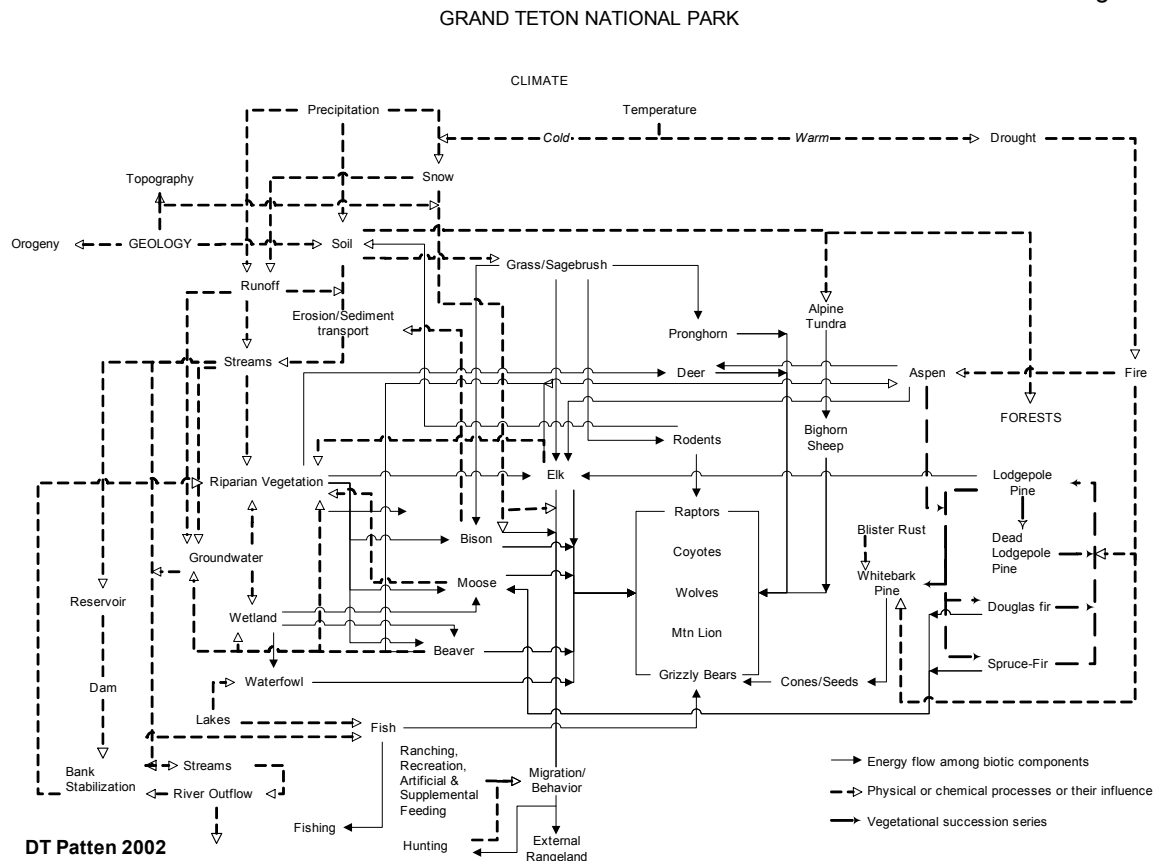 GRAND TETON NATIONAL PARK
CLIMATE
Precipitation
Temperature
Cold
Warm
Drought
Topography
Snow
Orogeny
GEOLOGY
Soil
Grass/Sagebrush
Runoff
Erosion/Sediment
transport
Alpine
Tundra
Pronghorn
Streams
Deer
Aspen
Fire
FORESTS
Rodents
Bighorn
Sheep
Riparian Vegetation
Elk
Lodgepole
Pine
Raptors
Blister Rust
Bison
Dead
Lodgepole
Pine
Coyotes
Groundwater
Moose
Whitebark
Pine
Wolves
Reservoir
Wetland
Douglas fir
Mtn Lion
Beaver
Spruce-Fir
Dam
Waterfowl
Grizzly Bears
Cones/Seeds
Lakes
Fish
Ranching,
Recreation,
Artificial &
Supplemental
Feeding
Bank
Stabilization
Streams
River Outflow
Migration/
Behavior
Energy flow among biotic components
Physical or chemical processes or their influence
Vegetational succession series
Fishing
Hunting
External
Rangeland
DT Patten 2002